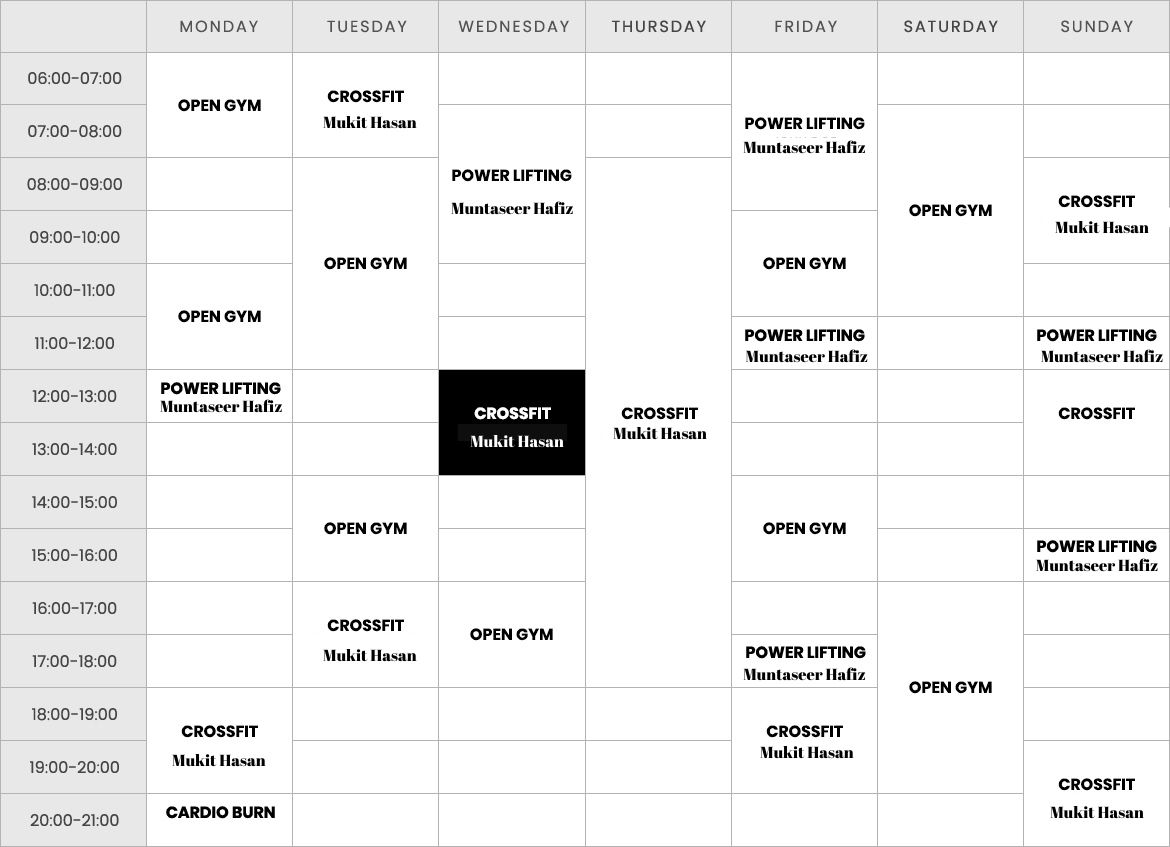 MONDAY TUESDAY WEDNESDAY THURSDAY FRIDAY SATURDAY SUNDAY
06:00-07:00
OPEN GYM
CROSSFIT
Mukit Hasan
07:00-08:00
POWER LIFTING
Muntaseer Hafiz
POWER LIFTING
Muntaseer Hafiz
08:00-09:00
OPEN GYM
CROSSFIT
Mukit Hasan
09:00-10:00
OPEN GYM
OPEN GYM
10:00-11:00
OPEN GYM
11:00-12:00
POWER LIFTING
Muntaseer Hafiz
POWER LIFTING
Muntaseer Hafiz
12:00-13:00
POWER LIFTING
Muntaseer Hafiz
CROSSFIT
Mukit Hasan
CROSSFIT
Mukit Hasan
CROSSFIT
13:00-14:00
14:00-15:00
OPEN GYM
OPEN GYM
15:00-16:00
POWER LIFTING
Muntaseer Hafiz
16:00-17:00
CROSSFIT
Mukit Hasan
OPEN GYM
17:00-18:00
POWER LIFTING
Muntaseer Hafiz
OPEN GYM
18:00-19:00
CROSSFIT
Mukit Hasan
CROSSFIT
Mukit Hasan
19:00-20:00
CROSSFIT
Mukit Hasan
20:00-21:00
CARDIO BURN